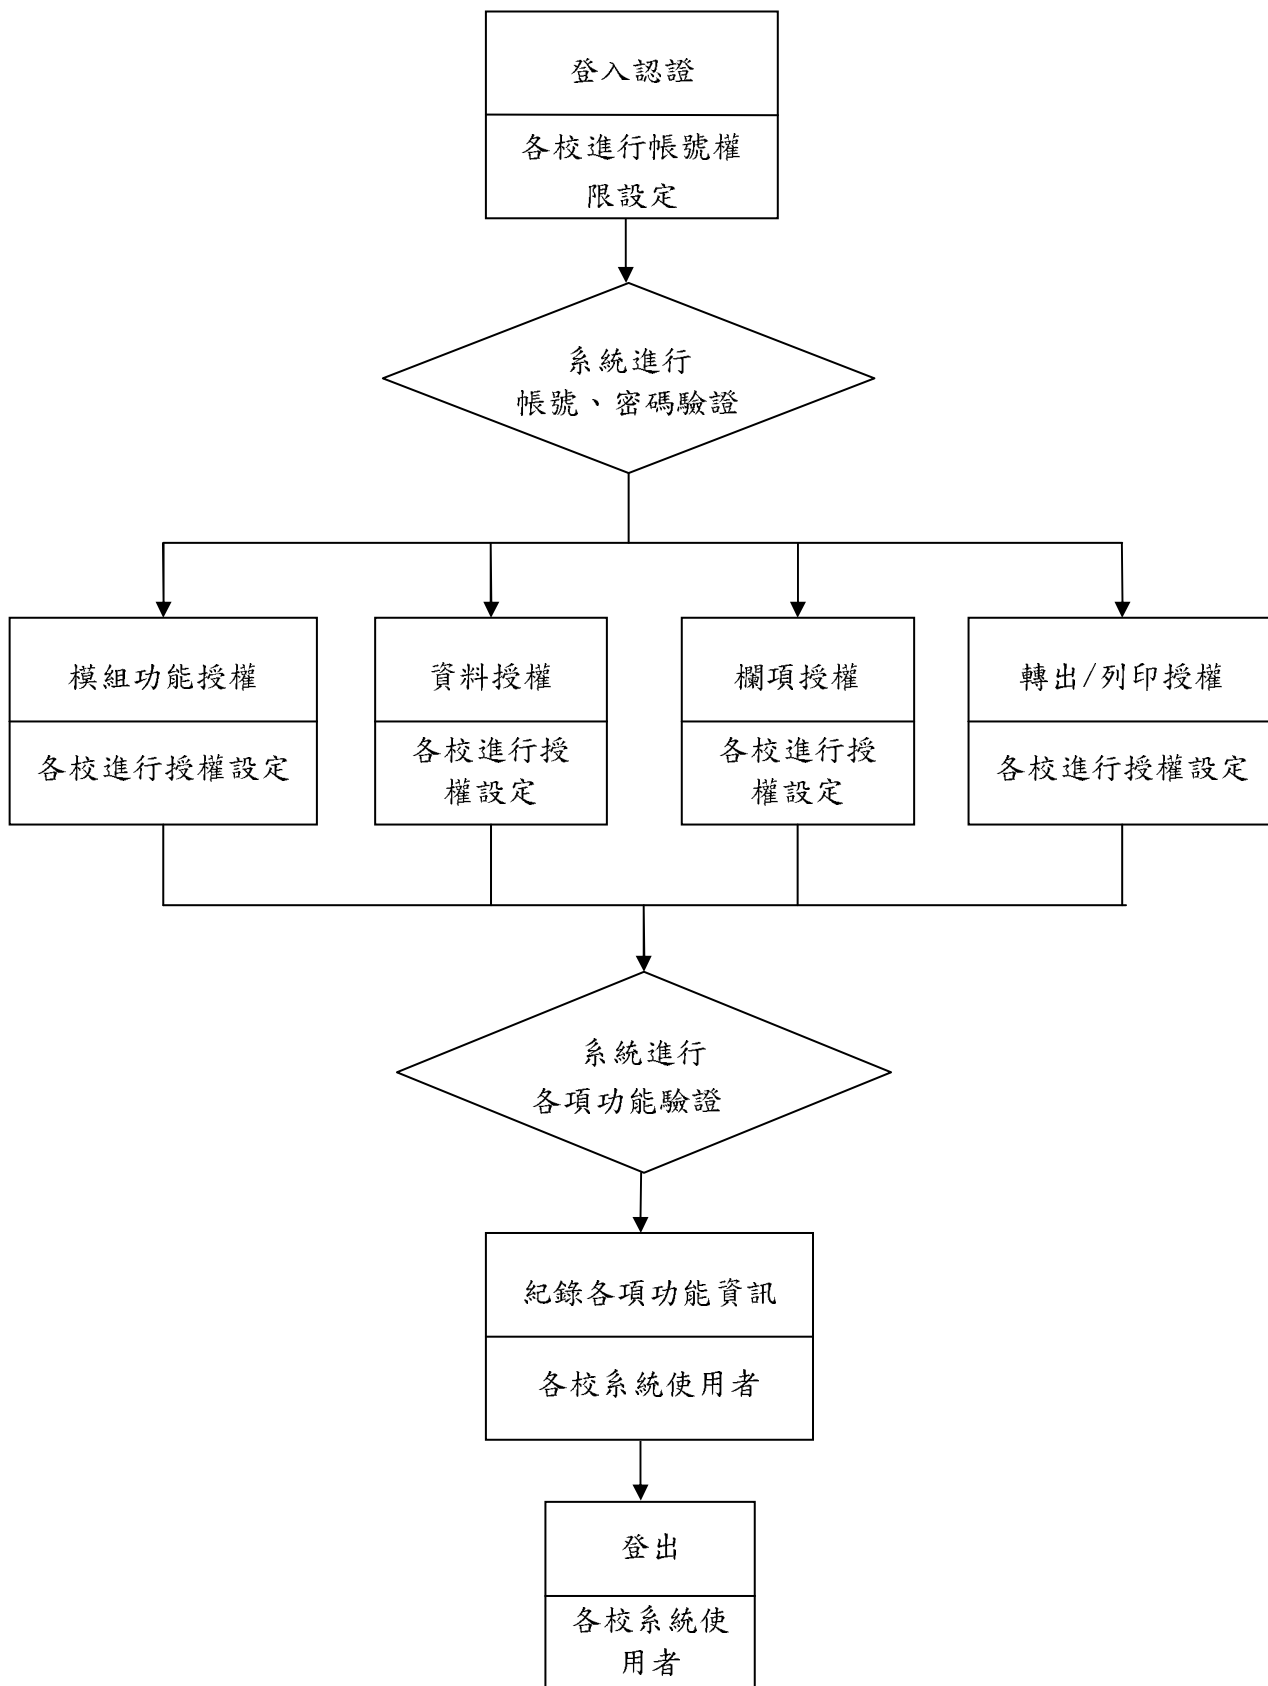 登入認證
各校進行帳號權
限設定
系統進行
帳號、密碼驗證
模組功能授權
各校進行授權設定
資料授權
各校進行授
權設定
欄項授權
各校進行授
權設定
轉出/列印授權
各校進行授權設定
系統進行
各項功能驗證
紀錄各項功能資訊
各校系統使用者
登出
各校系統使
用者